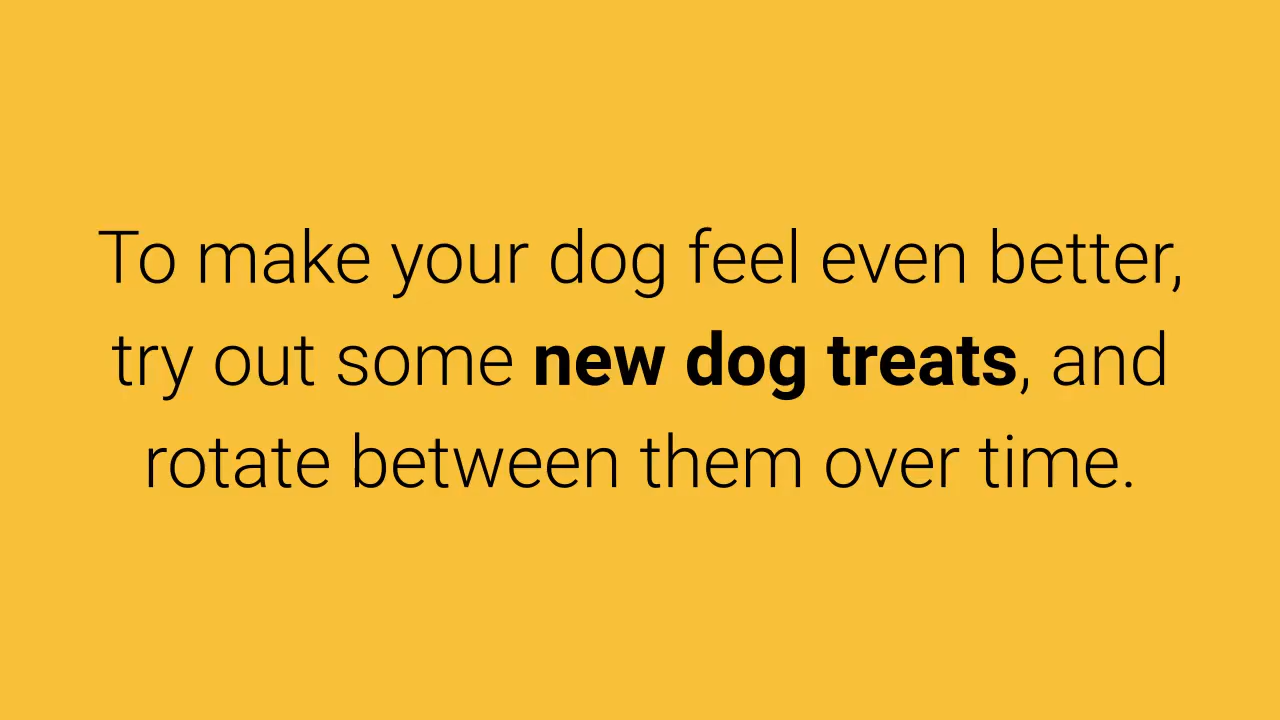 To make your dog feel even better,
try out some new dog treats, and
rotate between them over time.